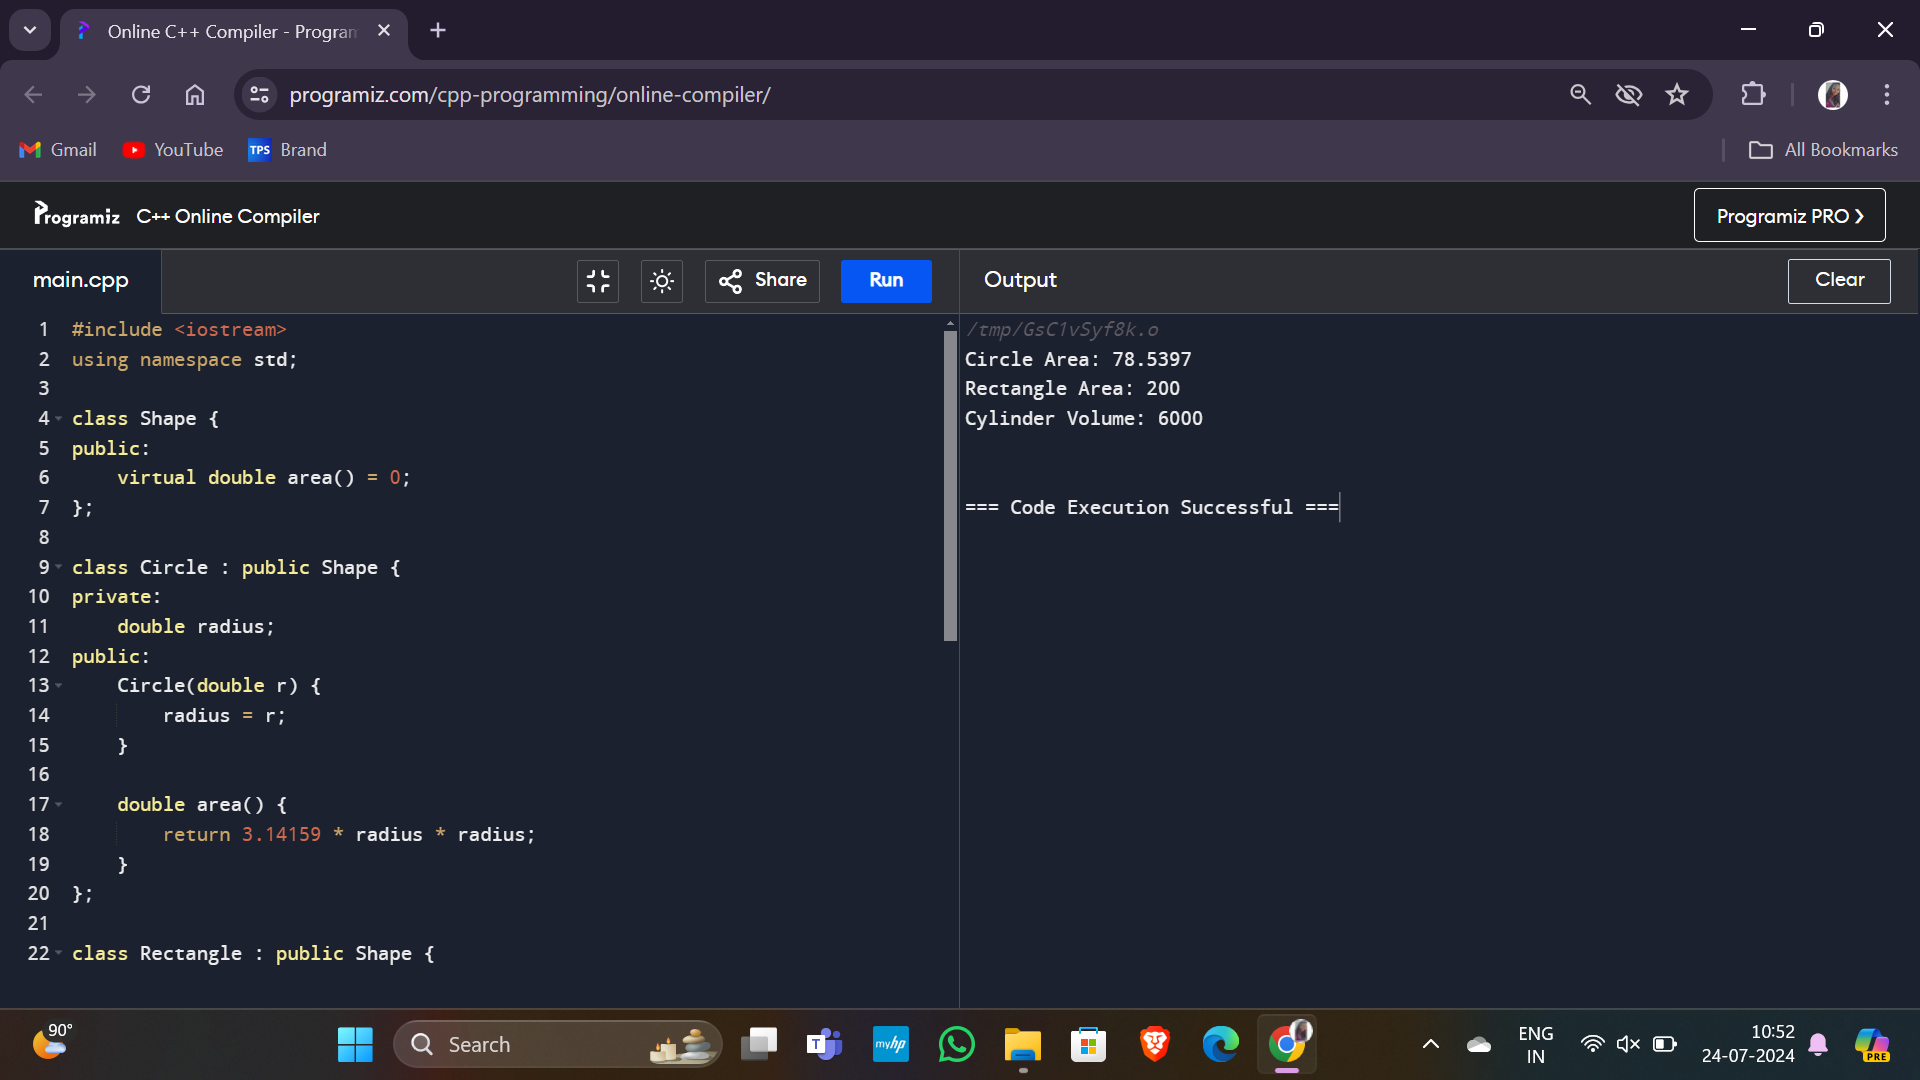 Online C++ Compiler - Program
programiz.com/cpp-programming/online-compiler/
Gmail
YouTube
TPS Brand
All Bookmarks
Programiz C++ Online Compiler
Programiz PRO ❯
main.cpp
Share
Run
Output
Clear
1 #include <iostream>
2 using namespace std;
3
4 class Shape {
5 public:
6     virtual double area() = 0;
7 };
8
9 class Circle : public Shape {
10 private:
11     double radius;
12 public:
13     Circle(double r) {
14         radius = r;
15     }
16
17     double area() {
18         return 3.14159 * radius * radius;
19     }
20 };
21
22 class Rectangle : public Shape {
/tmp/GsC1vSyf8k.o
Circle Area: 78.5397
Rectangle Area: 200
Cylinder Volume: 6000
=== Code Execution Successful ===
90°
Search
T
myhp
ENG
IN
10:52
24-07-2024
PRE